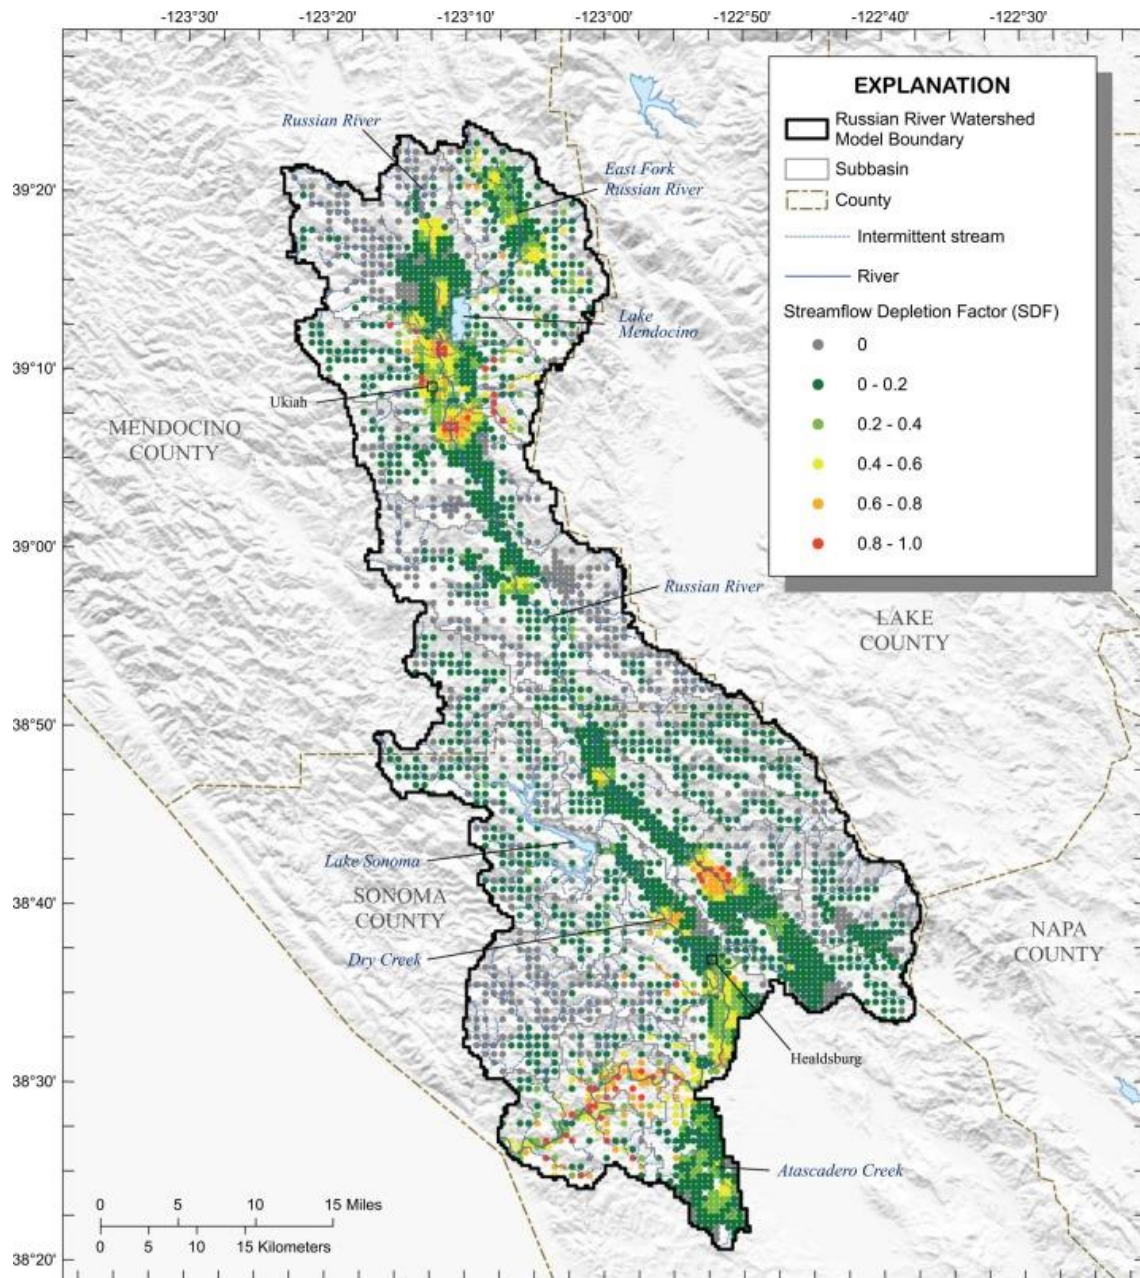 -123°30'
-123°20'
-123°10'
-123°00'
-122°50'
-122°40'
-122°30'
EXPLANATION
Russian River Watershed
Model Boundary
Subbasin
County
Intermittent stream
River
Streamflow Depletion Factor (SDF)
0
0 - 0.2
0.2 - 0.4
0.4 - 0.6
0.6 - 0.8
0.8 - 1.0
Russian River
East Fork
Russian River
39°20'
Lake
Mendocino
39°10'
Ukiah
MENDOCINO
COUNTY
39°00'
Russian River
LAKE
COUNTY
38°50'
Lake Sonoma
SONOMA
COUNTY
38°40'
NAPA
COUNTY
Dry Creek
Healdsburg
38°30'
Atascadero Creek
0 5 10 15 Miles
0 5 10 15 Kilometers
38°20'